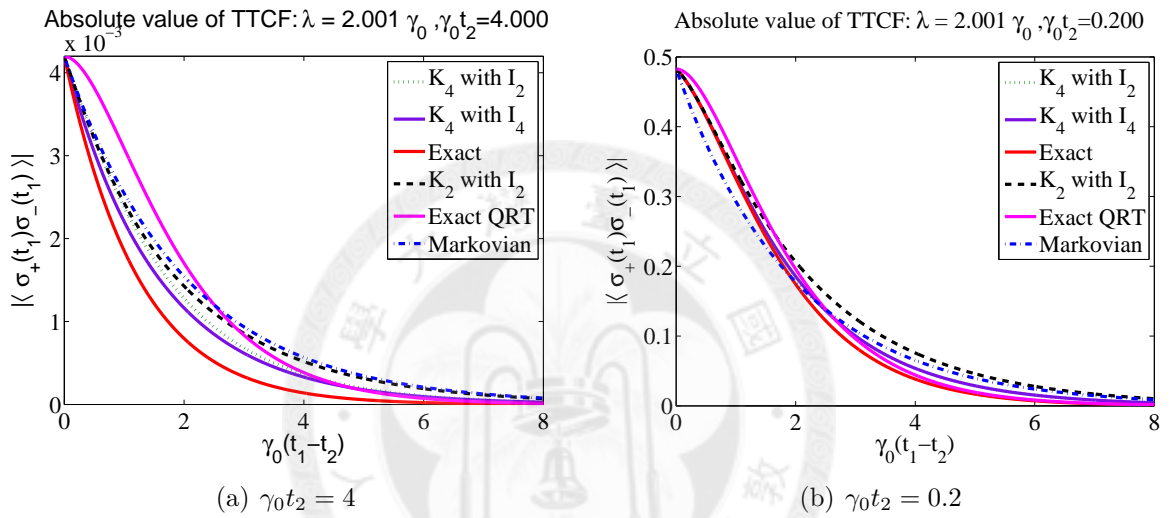 Absolute value of TTCF: λ = 2.001 γ0 ,γ0t2=4.000
x 10^-3
|⟨ σ+(t1)σ−(t1) ⟩|
4
3
2
1
0
0
2
4
6
8
γ0(t1−t2)
K4 with I2
K4 with I4
Exact
K2 with I2
Exact QRT
Markovian
(a) γ0t2 = 4
Absolute value of TTCF: λ = 2.001 γ0 ,γ0t2=0.200
|⟨ σ+(t1)σ−(t1) ⟩|
0.5
0.4
0.3
0.2
0.1
0
0
2
4
6
8
γ0(t1−t2)
K4 with I2
K4 with I4
Exact
K2 with I2
Exact QRT
Markovian
(b) γ0t2 = 0.2